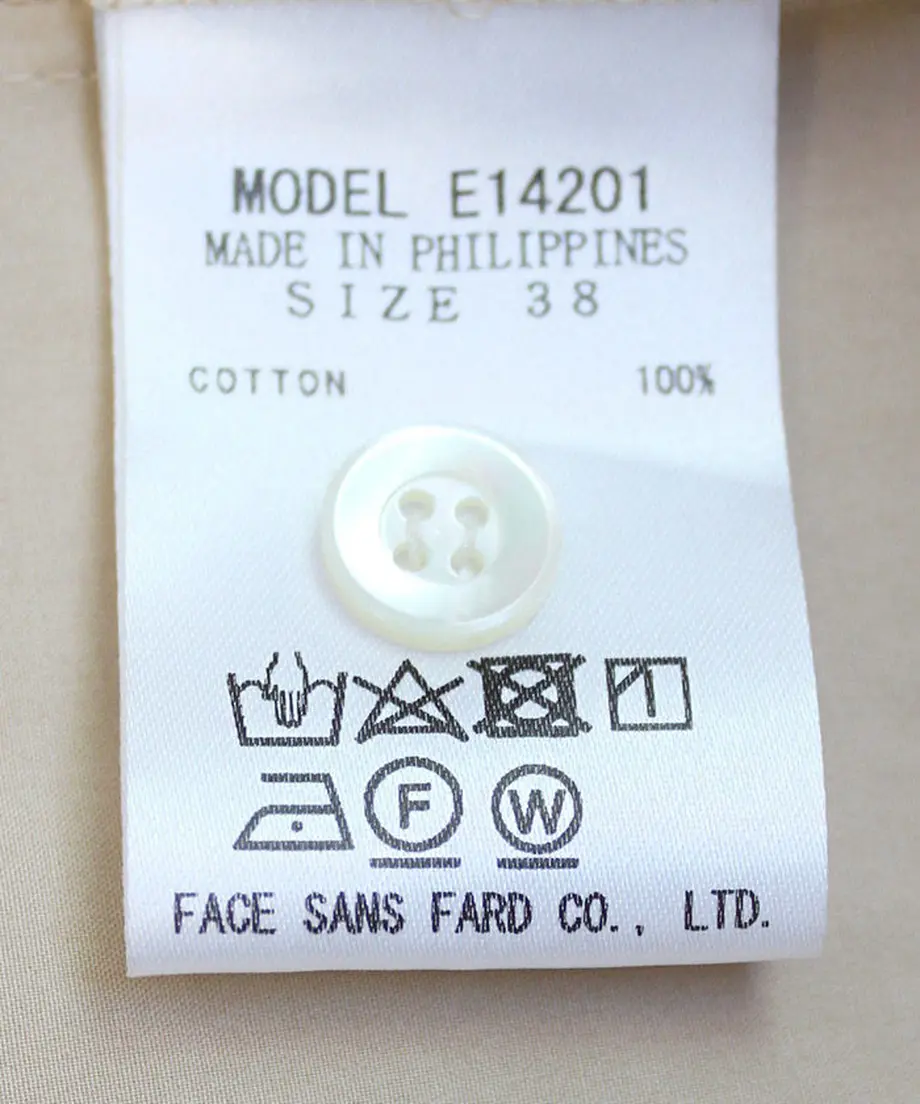 MODEL E14201
MADE IN PHILIPPINES
SIZE 38
COTTON 100%
F W
FACE SANS FARD CO., LTD.